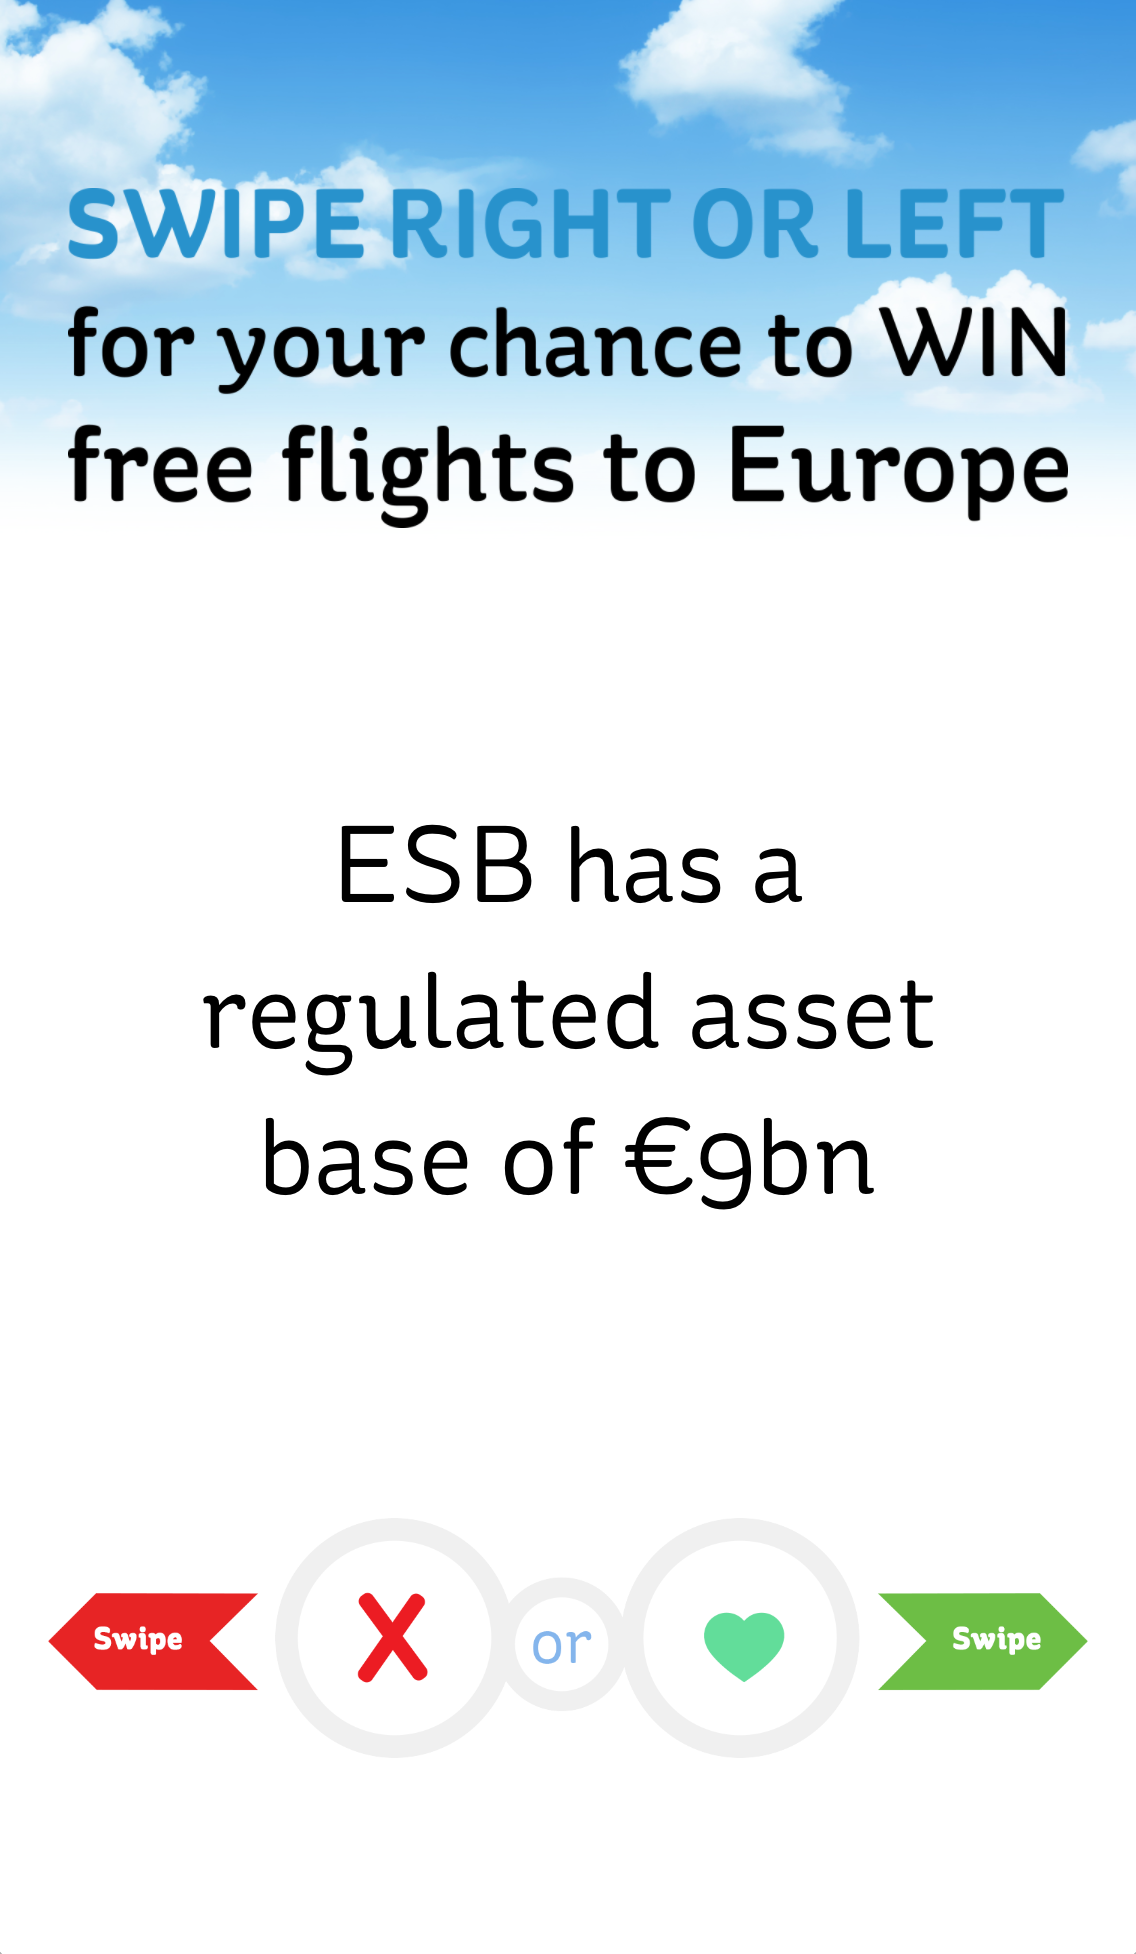 SWIPE RIGHT OR LEFT
for your chance to WIN
free flights to Europe
ESB has a
regulated asset
base of €9bn
Swipe X or Swipe